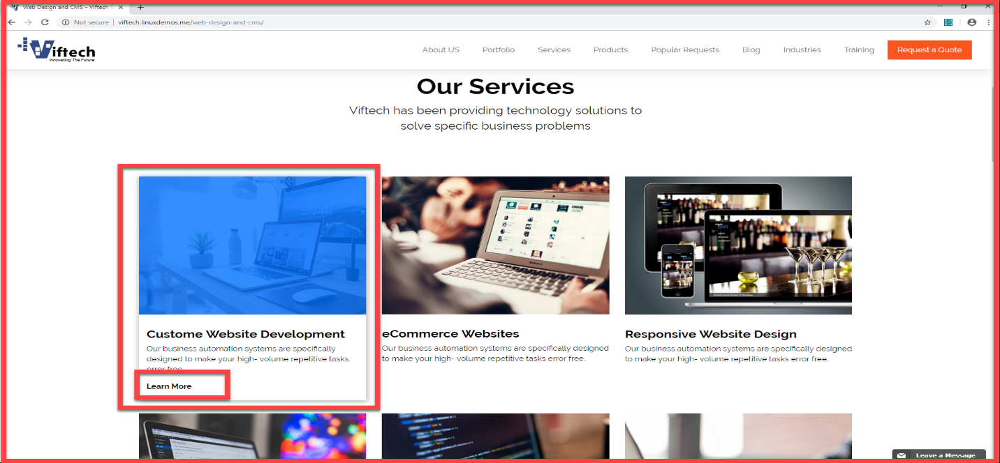 Web Design and CMS – Viftech S
Not secure
viftech.linuxdemos.me/web-design-and-cms/
Viftech
Innovating The Future
About US
Portfolio
Services
Products
Popular Requests
Blog
Industries
Training
Request a Quote
Our Services
Viftech has been providing technology solutions to
solve specific business problems
Custome Website Development
Our business automation systems are specifically
designed to make your high- volume repetitive tasks
error free.
Learn More
eCommerce Websites
Our business automation systems are specifically designed
to make your high- volume repetitive tasks error free.
Responsive Website Design
Our business automation systems are specifically designed
to make your high- volume repetitive tasks error free.
Leave a Message